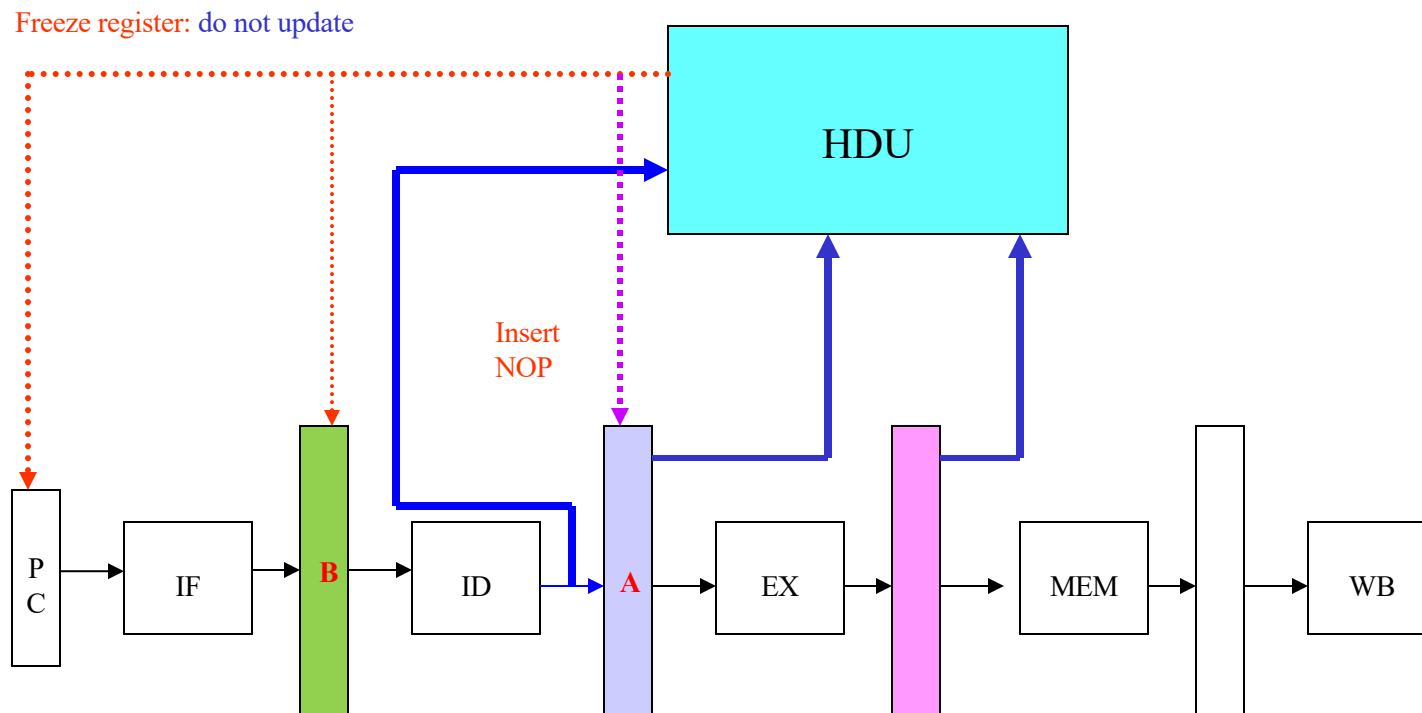 Freeze register: do not update
HDU
Insert
NOP
P
C
IF
B
ID
A
EX
MEM
WB